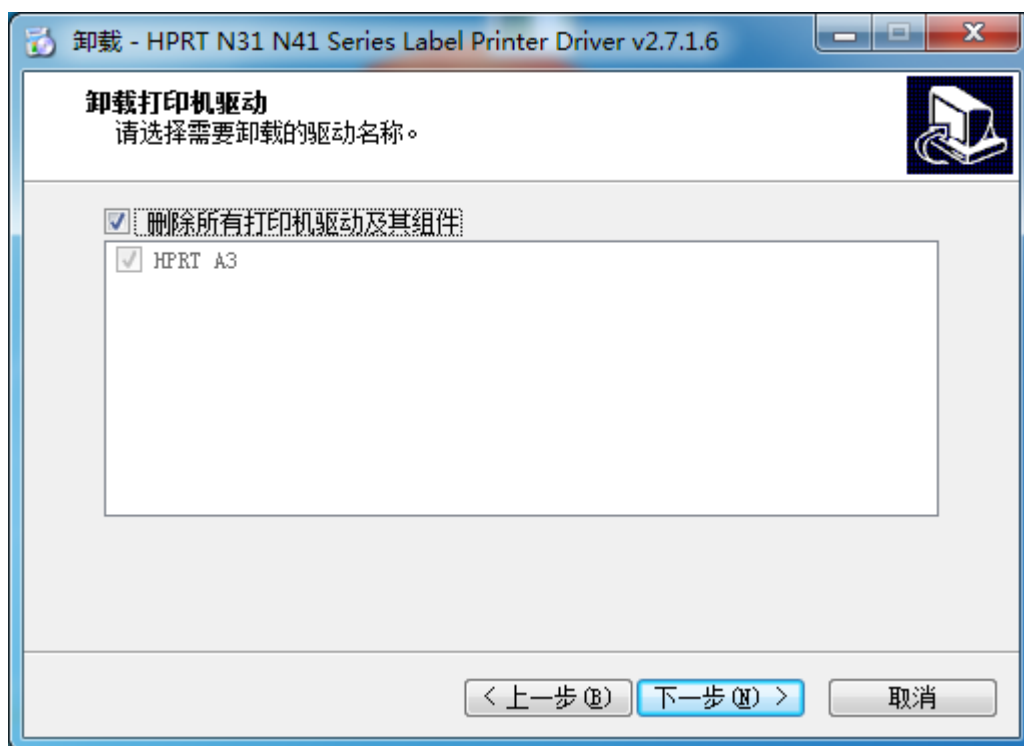 卸载 - HPRT N31 N41 Series Label Printer Driver v2.7.1.6
卸载打印机驱动
请选择需要卸载的驱动名称。
删除所有打印机驱动及其组件
HPRT A3
< 上一步(B)
下一步(N) >
取消